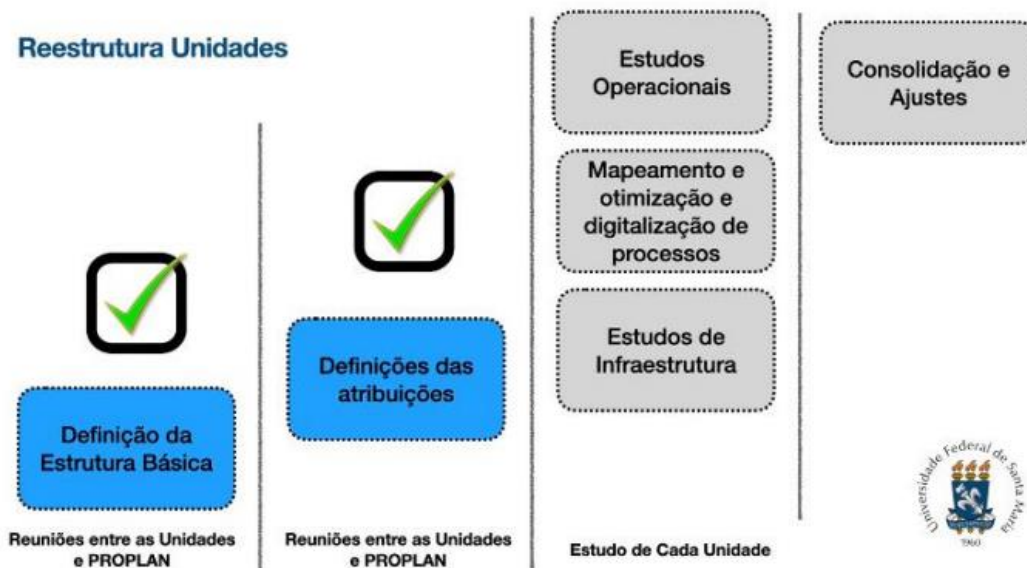 Reestrutura Unidades
Definição da
Estrutura Básica
Reuniões entre as Unidades
e PROPLAN
Definições das
atribuições
Reuniões entre as Unidades
e PROPLAN
Estudos
Operacionais
Mapeamento e
otimização e
digitalização de
processos
Estudos de
Infraestrutura
Estudo de Cada Unidade
Consolidação e
Ajustes
Universidade Federal de Santa Maria
1960